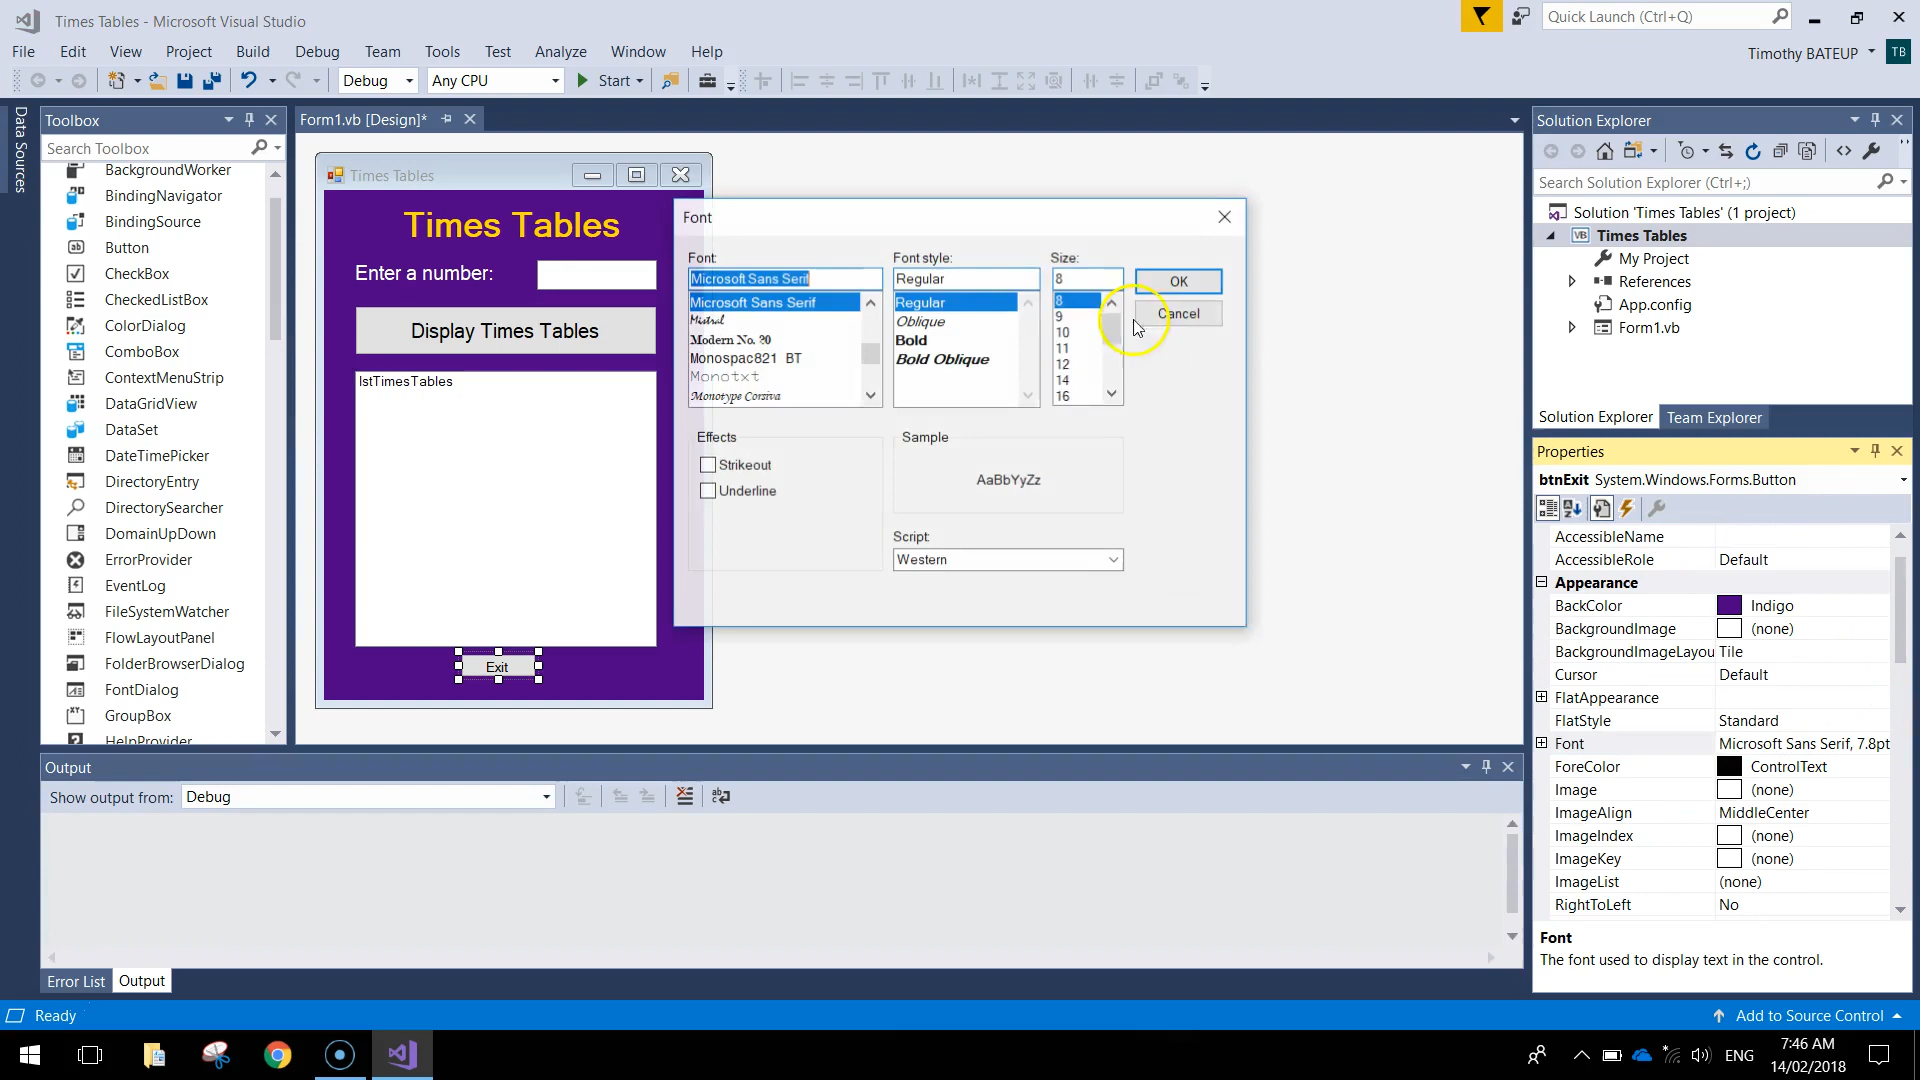 Times Tables - Microsoft Visual Studio
Quick Launch (Ctrl+Q)
File Edit View Project Build Debug Team Tools Test Analyze Window Help
Timothy BATEUP
TB
Debug
Any CPU
Start
Data Sources
Toolbox
Search Toolbox
BackgroundWorker
BindingNavigator
BindingSource
Button
CheckBox
CheckedListBox
ColorDialog
ComboBox
ContextMenuStrip
DataGridView
DataSet
DateTimePicker
DirectoryEntry
DirectorySearcher
DomainUpDown
ErrorProvider
EventLog
FileSystemWatcher
FlowLayoutPanel
FolderBrowserDialog
FontDialog
GroupBox
HelpProvider
Form1.vb [Design]*
Times Tables
Times Tables
Enter a number:
Display Times Tables
lstTimesTables
Exit
Font
Font:
Microsoft Sans Serif
Microsoft Sans Serif
Mistral
Modern No. 20
Monospac821 BT
Monotxt
Monotype Corsiva
Font style:
Regular
Regular
Oblique
Bold
Bold Oblique
Size:
8
8
9
10
11
12
14
16
OK
Cancel
Effects
Strikeout
Underline
Sample
AaBbYyZz
Script:
Western
Solution Explorer
Search Solution Explorer (Ctrl+;)
Solution 'Times Tables' (1 project)
VB Times Tables
My Project
References
App.config
Form1.vb
Solution Explorer Team Explorer
Properties
btnExit System.Windows.Forms.Button
AccessibleName
AccessibleRole Default
Appearance
BackColor Indigo
BackgroundImage (none)
BackgroundImageLayou Tile
Cursor Default
FlatAppearance
FlatStyle Standard
Font Microsoft Sans Serif, 7.8pt
ForeColor ControlText
Image (none)
ImageAlign MiddleCenter
ImageIndex (none)
ImageKey (none)
ImageList (none)
RightToLeft No
Font
The font used to display text in the control.
Output
Show output from: Debug
Error List Output
Ready
Add to Source Control
ENG
7:46 AM
14/02/2018